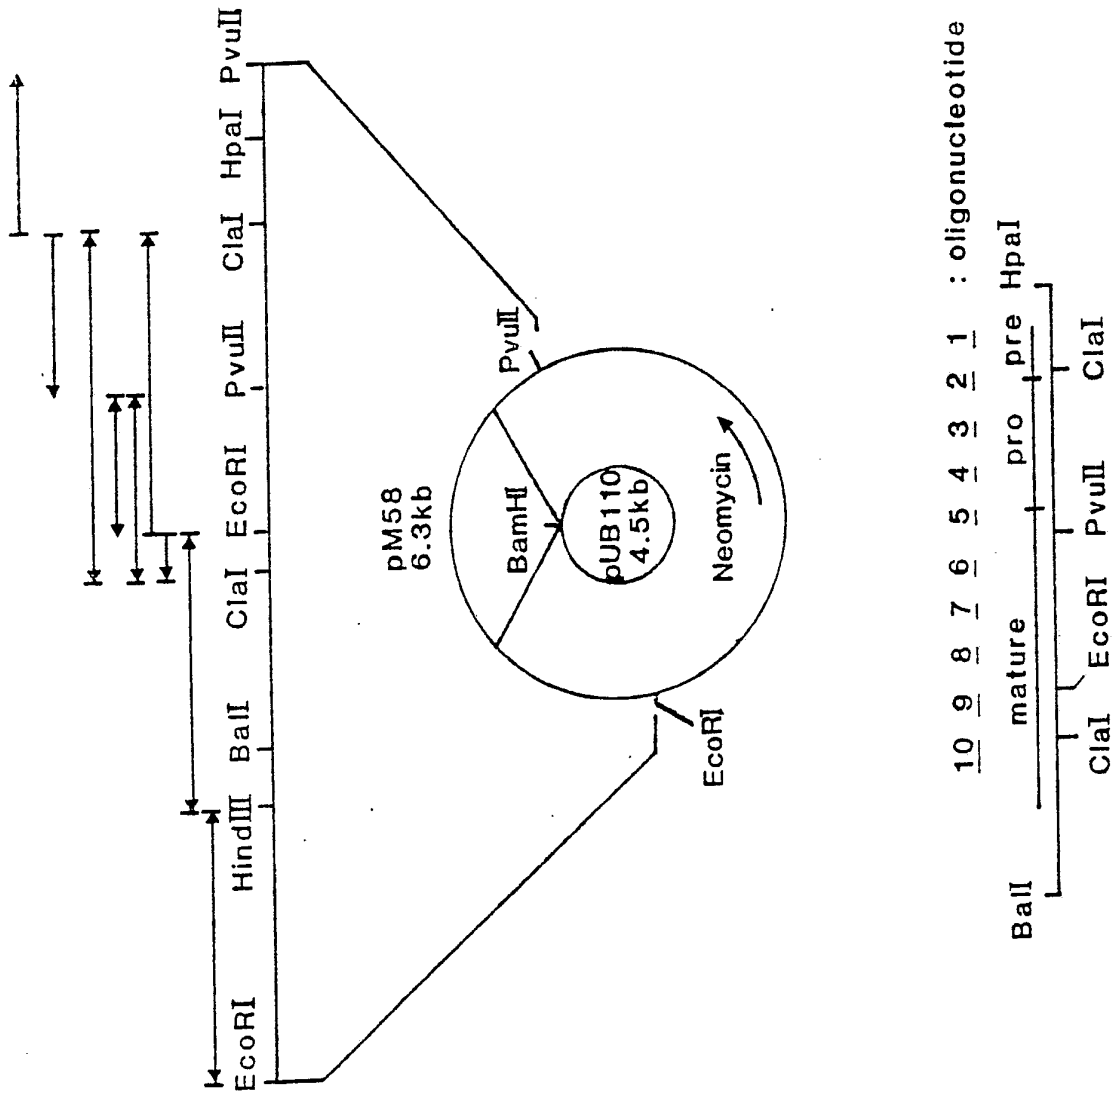 EcoRI HindIII BalI ClaI EcoRI PvuII ClaI HpaI PvuII
pM58
6.3kb
BamHI
PvuII
pUB110
4.5kb
EcoRI
Neomycin
10 9 8 7 6 5 4 3 2 1 : oligonucleotide
BalI mature pro pre HpaI
ClaI EcoRI PvuII ClaI